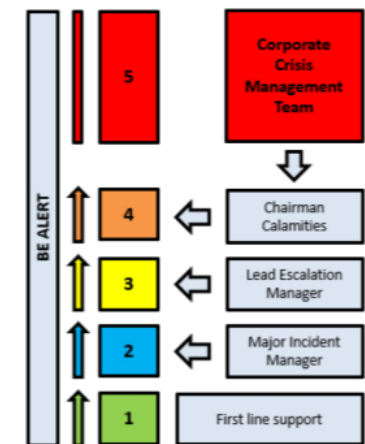 BE ALERT
5
Corporate
Crisis
Management
Team
4
Chairman
Calamities
3
Lead Escalation
Manager
2
Major Incident
Manager
1
First line support